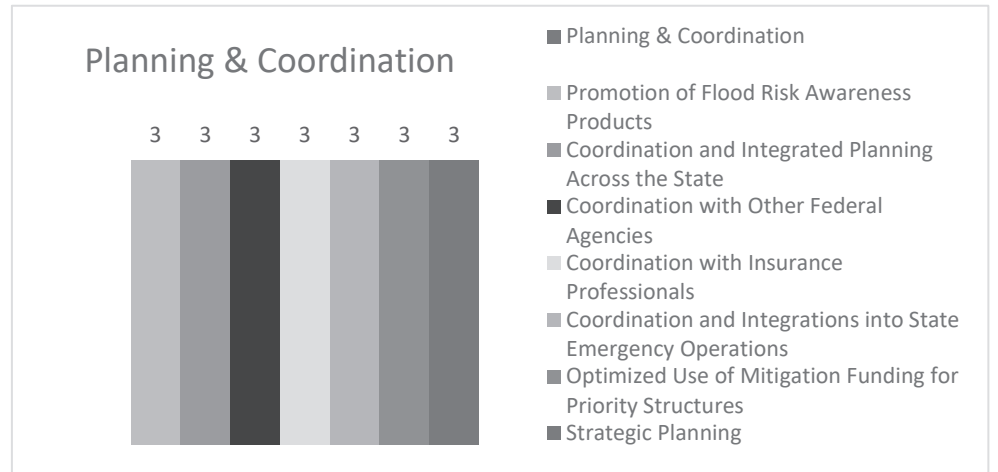 Planning & Coordination
3 3 3 3 3 3 3
Planning & Coordination
Promotion of Flood Risk Awareness
Products
Coordination and Integrated Planning
Across the State
Coordination with Other Federal
Agencies
Coordination with Insurance
Professionals
Coordination and Integrations into State
Emergency Operations
Optimized Use of Mitigation Funding for
Priority Structures
Strategic Planning